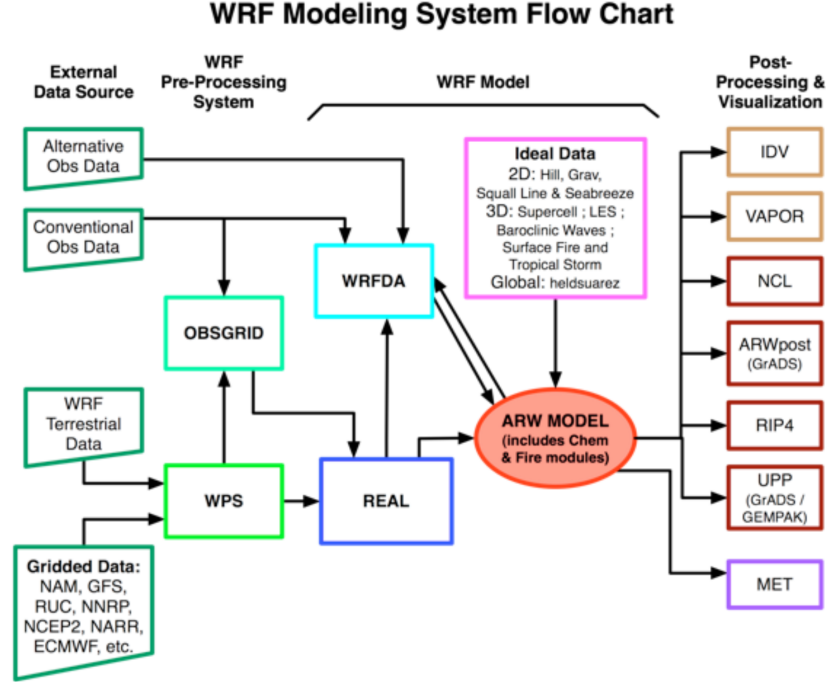 WRF Modeling System Flow Chart
External
Data Source
WRF
Pre-Processing
System
WRF Model
Post-
Processing &
Visualization
Alternative
Obs Data
Conventional
Obs Data
WRF
Terrestrial
Data
Gridded Data:
NAM, GFS,
RUC, NNRP,
NCEP2, NARR,
ECMWF, etc.
OBSGRID
WPS
WRFDA
REAL
Ideal Data
2D: Hill, Grav,
Squall Line & Seabreeze
3D: Supercell ; LES ;
Baroclinic Waves ;
Surface Fire and
Tropical Storm
Global: heldsuarez
ARW MODEL
(includes Chem
& Fire modules)
IDV
VAPOR
NCL
ARWpost
(GrADS)
RIP4
UPP
(GrADS /
GEMPAK)
MET